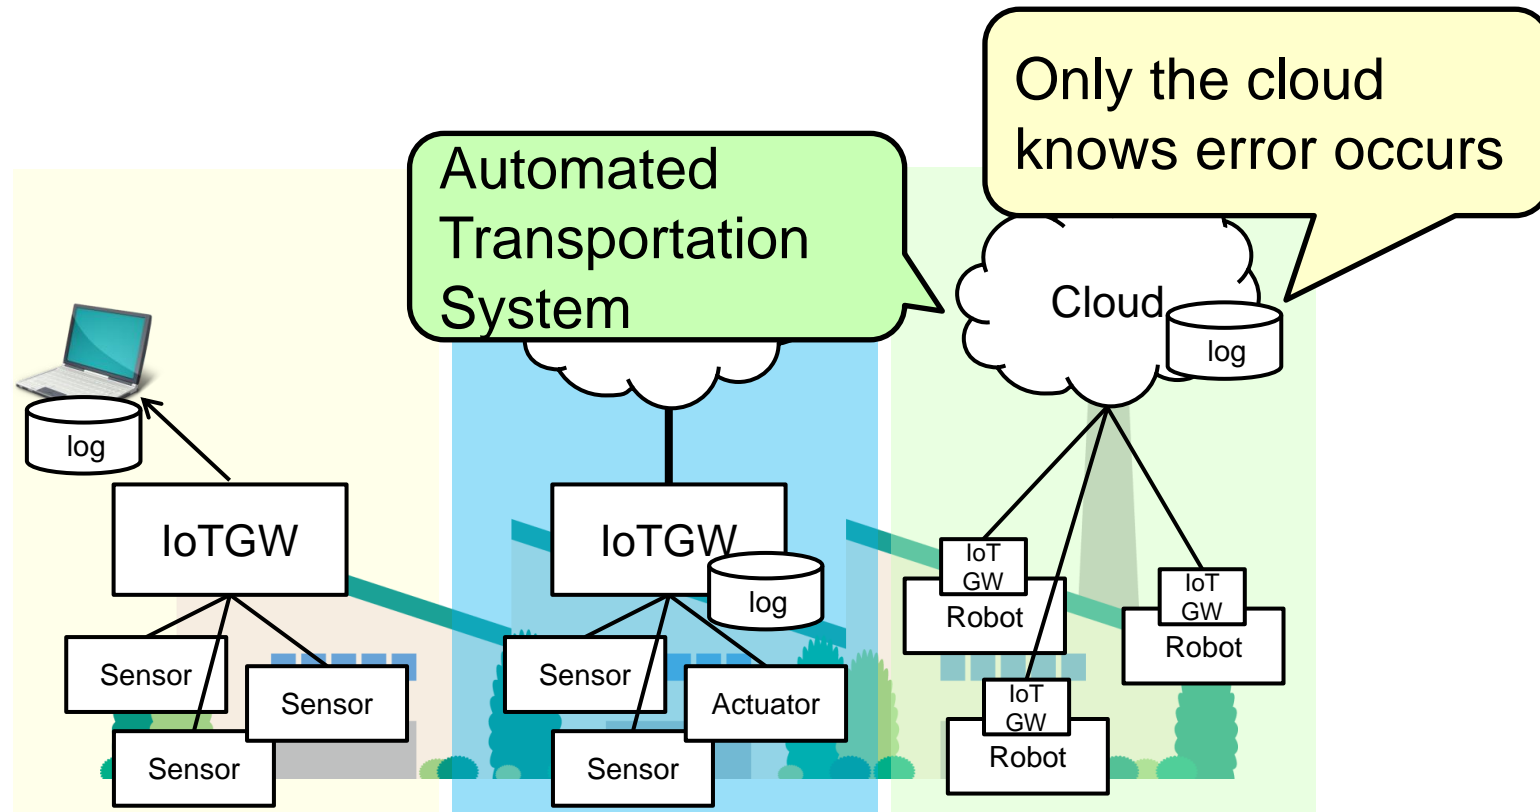 Only the cloud
knows error occurs
Automated
Transportation
System
Cloud
log
log
IoTGW
Sensor
Sensor
Sensor
IoTGW
log
Sensor
Actuator
Sensor
IoT
GW
Robot
IoT
GW
Robot
IoT
GW
Robot